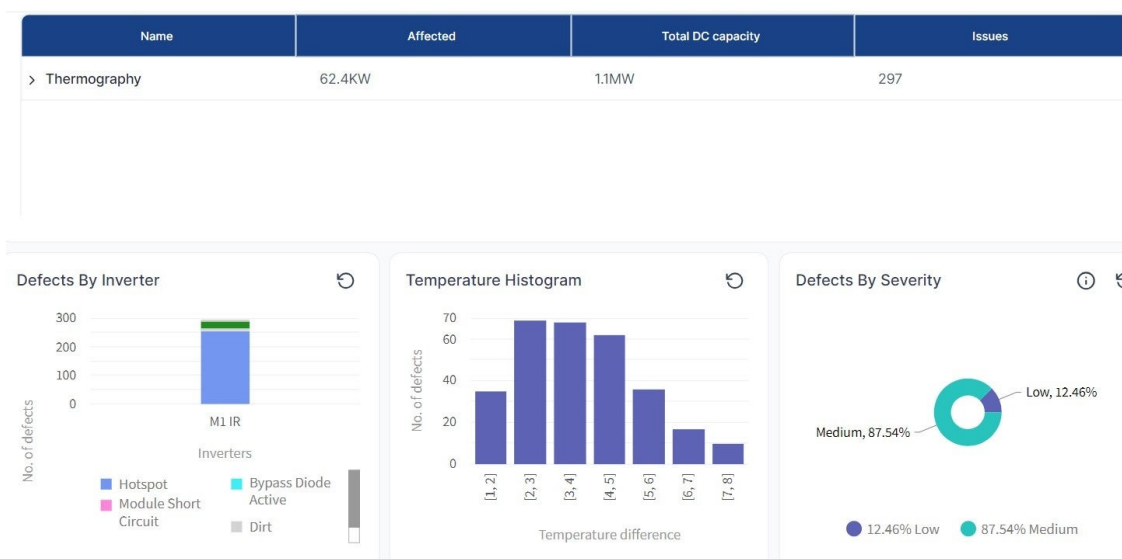 Name Affected Total DC capacity Issues
Thermography 62.4KW 1.1MW 297
Defects By Inverter
300
200
100
0
No. of defects
M1 IR
Inverters
Hotspot
Module Short
Circuit
Bypass Diode
Active
Dirt
Temperature Histogram
70
60
40
20
0
No. of defects
[1, 2] [2, 3] [3, 4] [4, 5] [5, 6] [6, 7] [7, 8]
Temperature difference
Defects By Severity
Low, 12.46%
Medium, 87.54%
12.46% Low 87.54% Medium